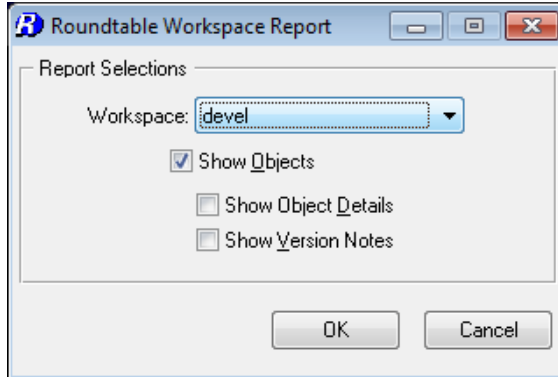 Roundtable Workspace Report
Report Selections
Workspace: devel
Show Objects
Show Object Details
Show Version Notes
OK Cancel